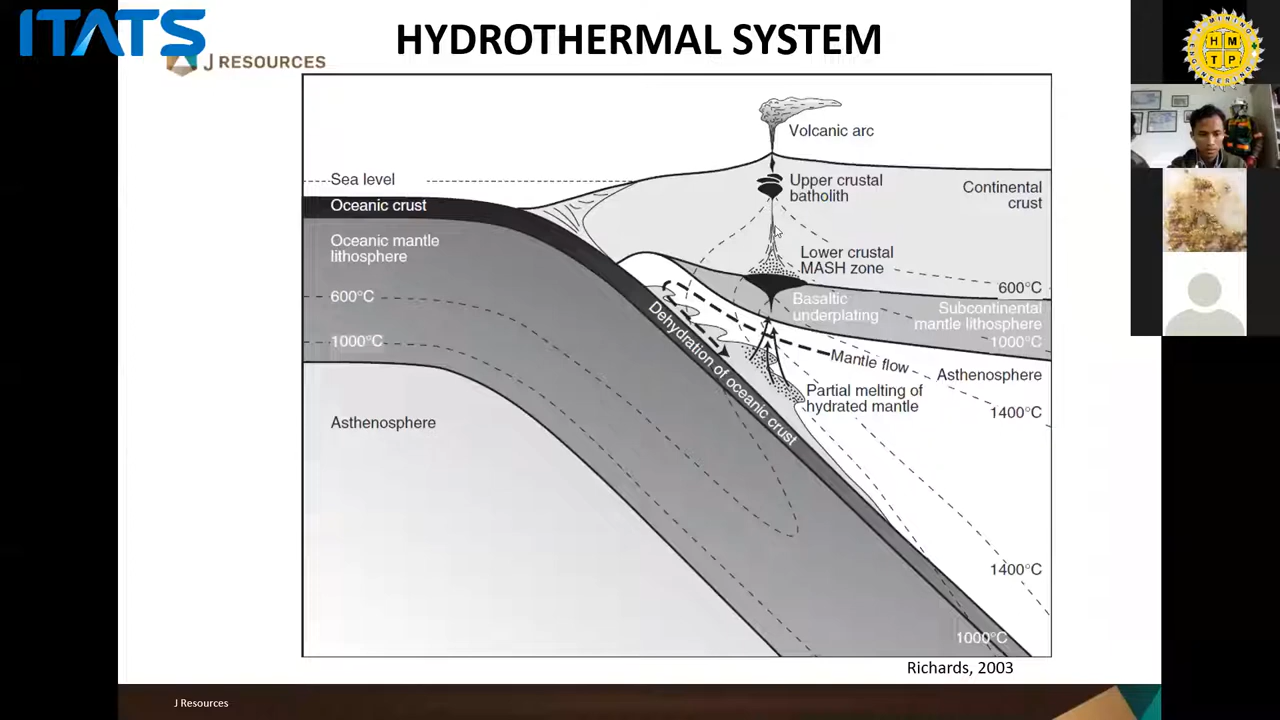 ITATS
HYDROTHERMAL SYSTEM
J RESOURCES
H M
T P
MINING
ENGINEERING
Volcanic arc
Sea level
Upper crustal
batholith
Continental
crust
Oceanic crust
Oceanic mantle
lithosphere
Lower crustal
MASH zone
600°C
600°C
Basaltic
underplating
Subcontinental
mantle lithosphere
1000°C
1000°C
Dehydration of oceanic crust
Mantle flow
Asthenosphere
Partial melting of
hydrated mantle
1400°C
Asthenosphere
1400°C
1000°C
Richards, 2003
J Resources